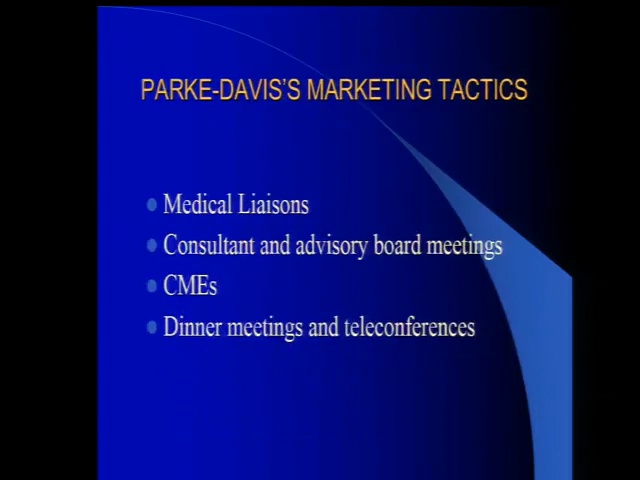 PARKE-DAVIS'S MARKETING TACTICS
Medical Liaisons
Consultant and advisory board meetings
CMEs
Dinner meetings and teleconferences